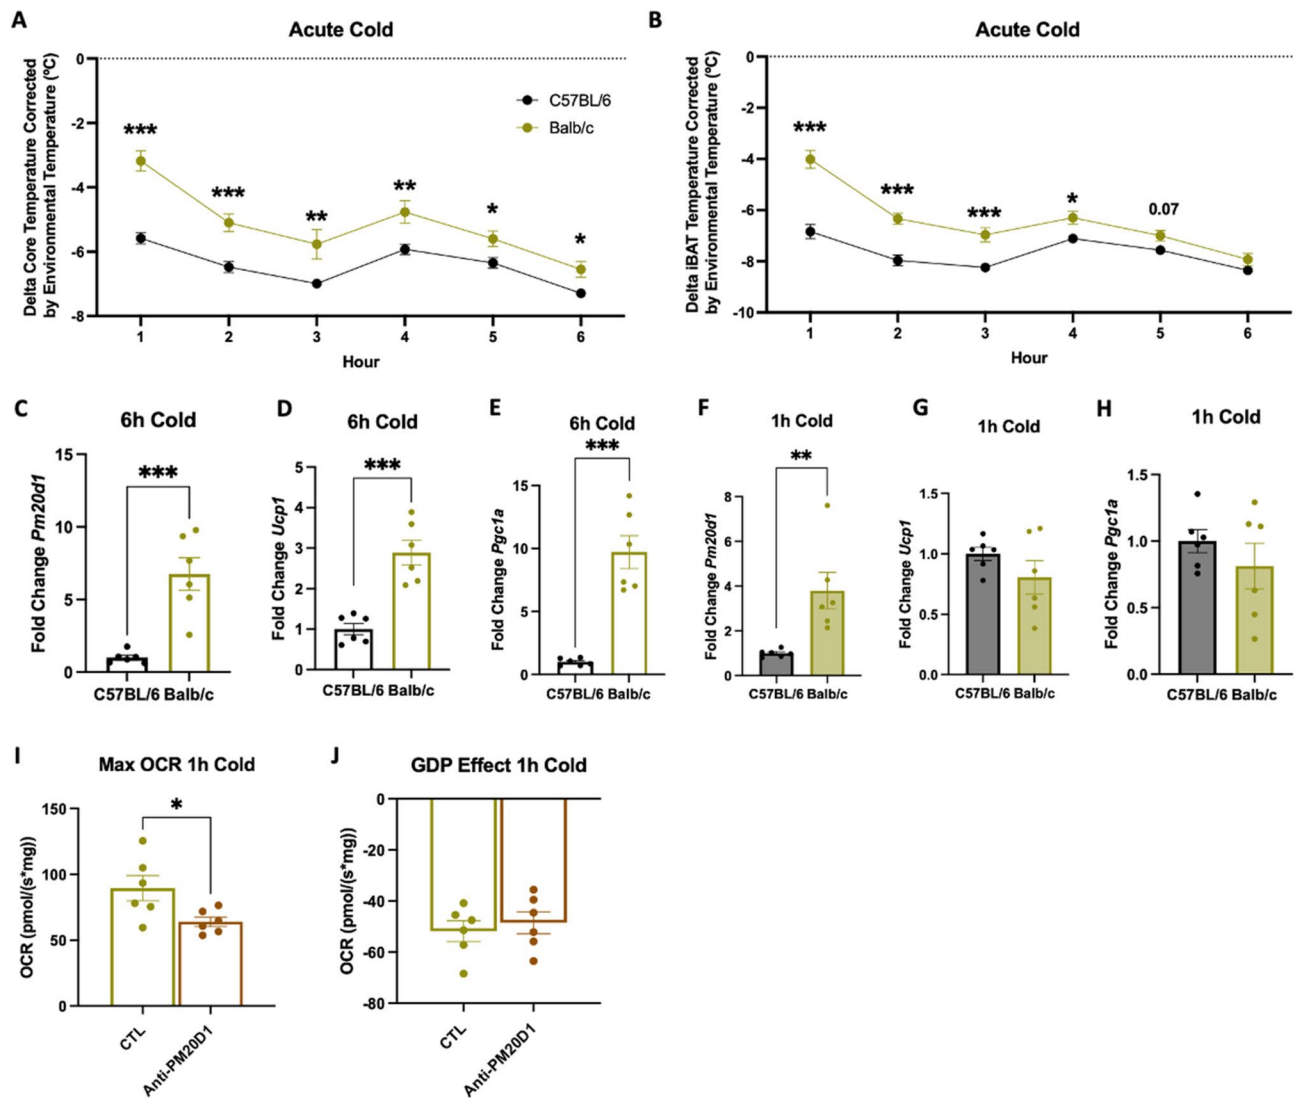 A
Acute Cold
Delta Core Temperature Corrected
by Environmental Temperature (ºC)
0
-2
-4
-6
-8
C57BL/6
Balb/c
***
***
**
**
*
*
1 2 3 4 5 6
Hour
B
Acute Cold
Delta iBAT Temperature Corrected
by Environmental Temperature (ºC)
0
-2
-4
-6
-8
-10
***
***
***
*
0.07
1 2 3 4 5 6
Hour
C
6h Cold
Fold Change Pm20d1
15
10
5
0
***
C57BL/6 Balb/c
D
6h Cold
Fold Change Ucp1
5
4
3
2
1
0
***
C57BL/6 Balb/c
E
6h Cold
Fold Change Pgc1a
15
10
5
0
***
C57BL/6 Balb/c
F
1h Cold
Fold Change Pm20d1
8
6
4
2
0
**
C57BL/6 Balb/c
G
1h Cold
Fold Change Ucp1
1.5
1.0
0.5
0.0
C57BL/6 Balb/c
H
1h Cold
Fold Change Pgc1a
1.5
1.0
0.5
0.0
C57BL/6 Balb/c
I
Max OCR 1h Cold
OCR (pmol/(s*mg))
150
100
50
0
*
CTL
Anti-PM20D1
J
GDP Effect 1h Cold
OCR (pmol/(s*mg))
0
-20
-40
-60
-80
CTL
Anti-PM20D1